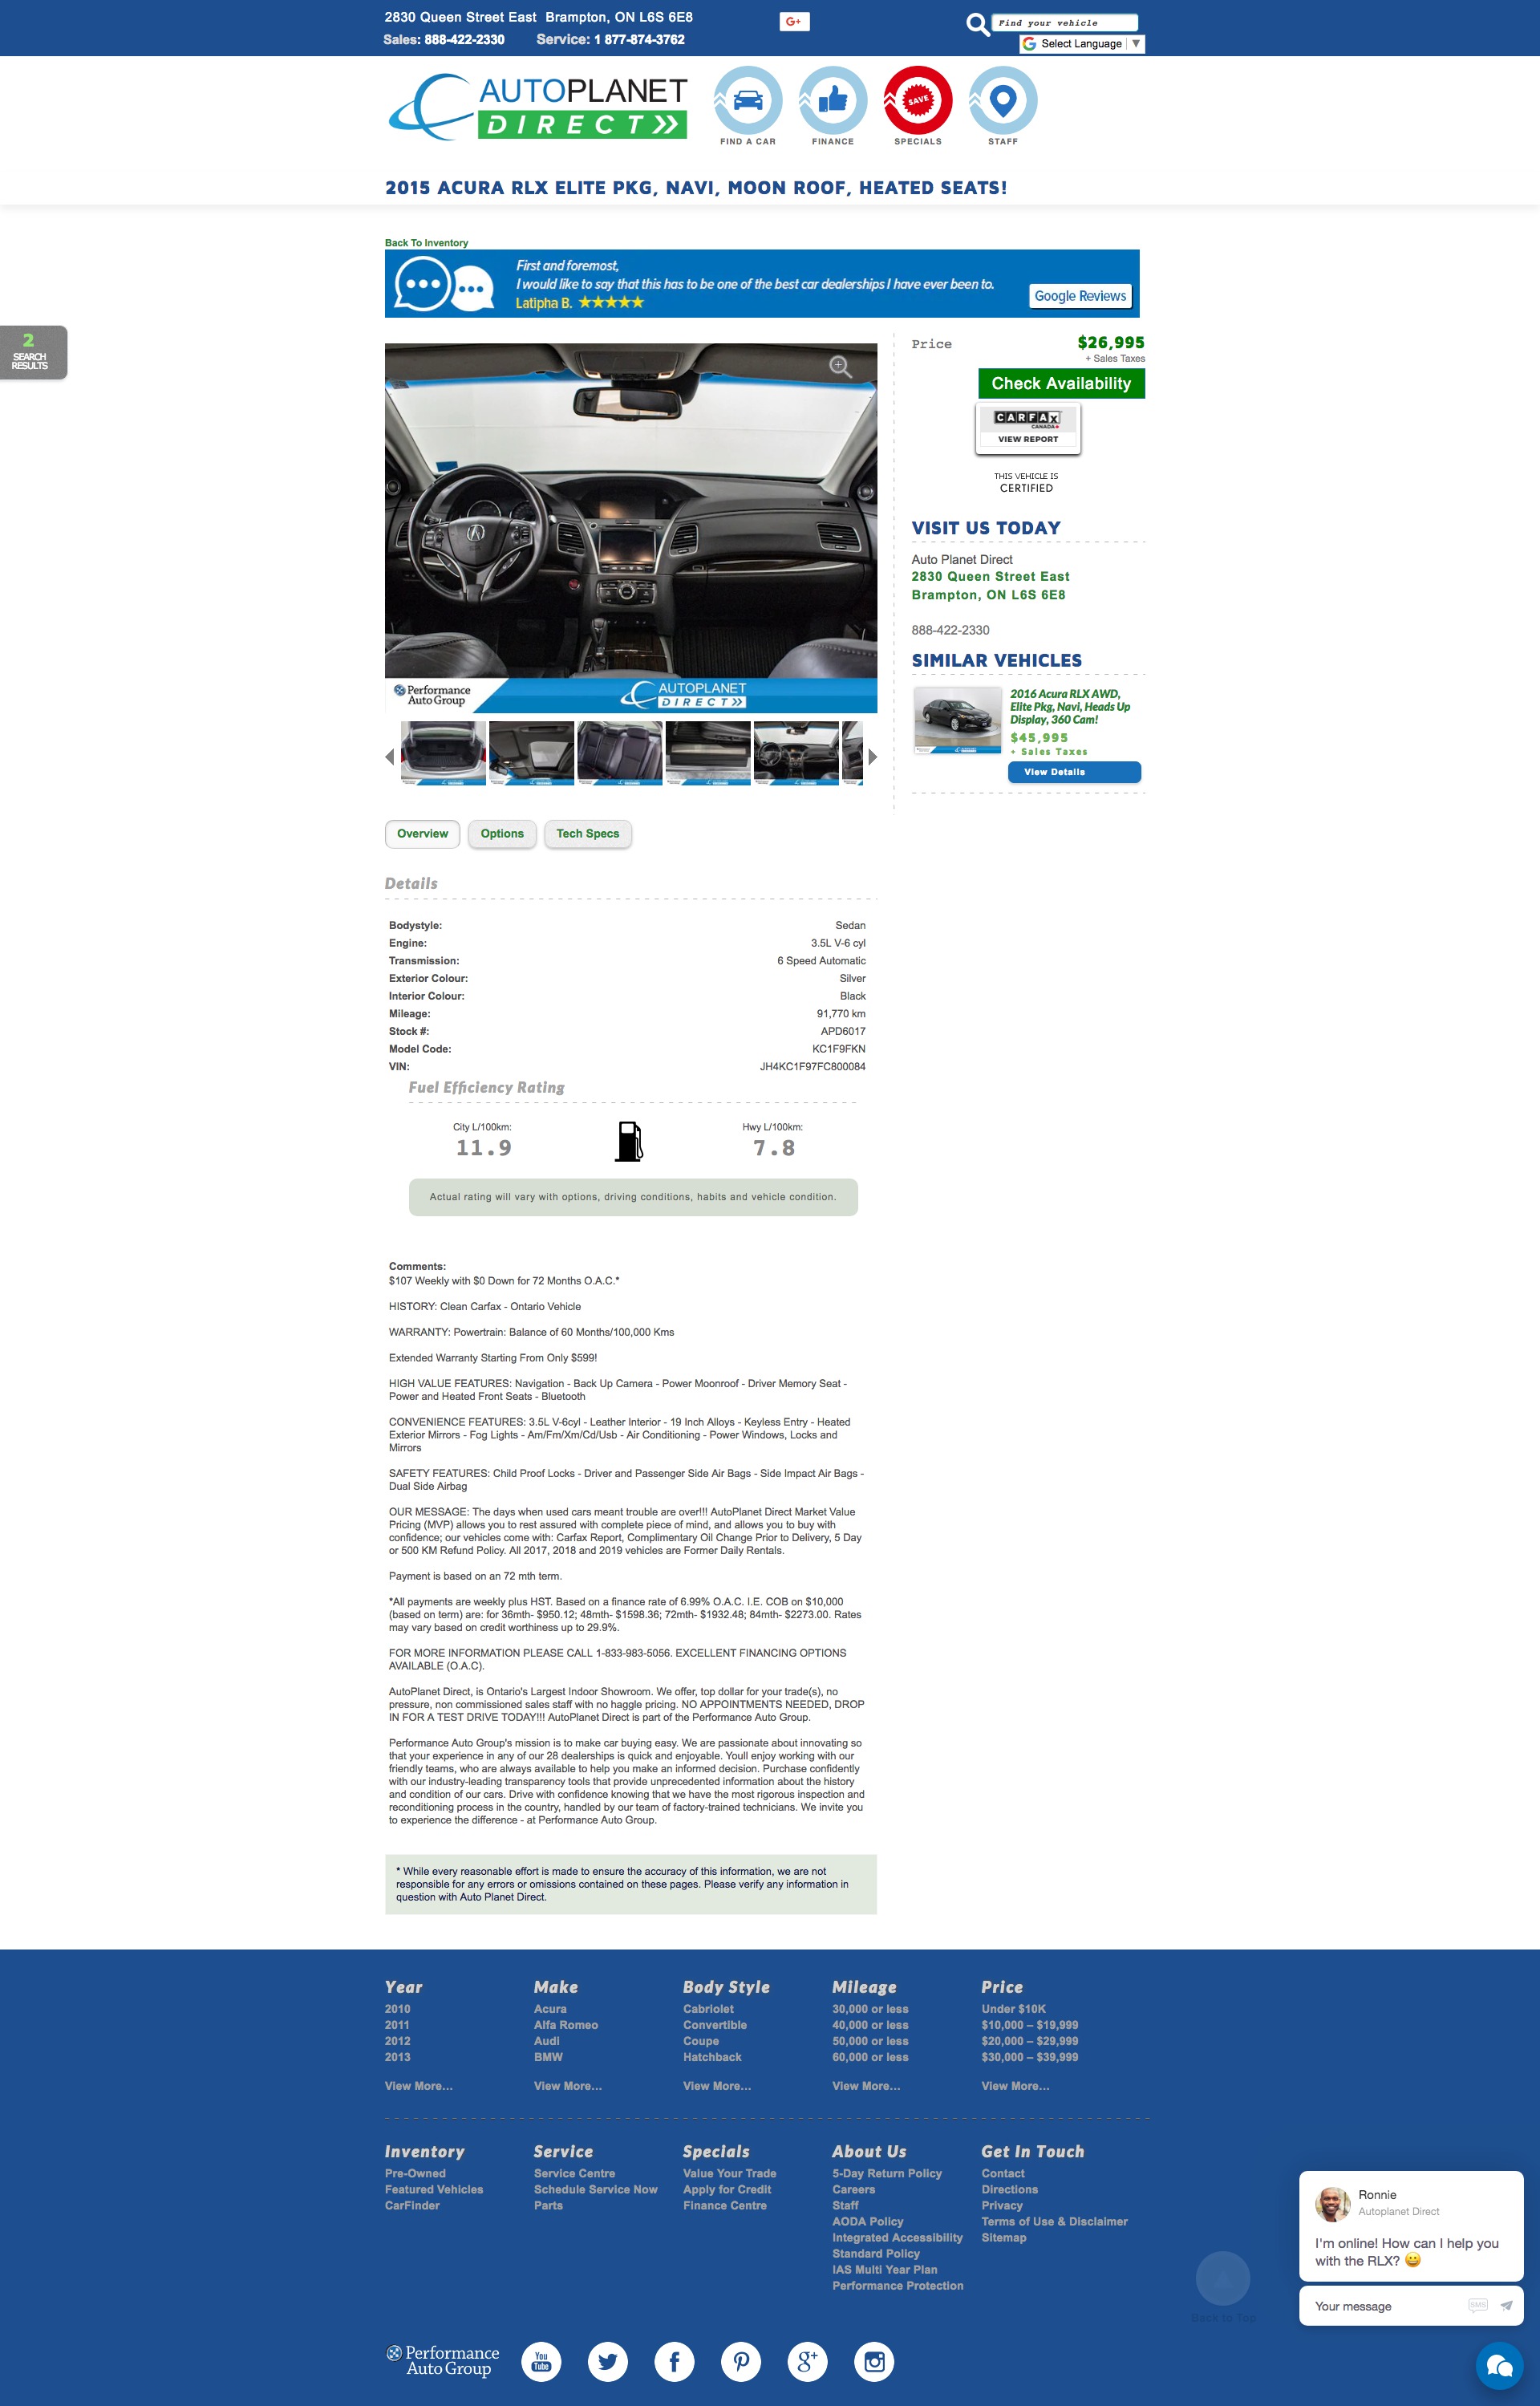 2830 Queen Street East  Brampton, ON L6S 6E8
Sales: 888-422-2330  Service: 1 877-874-3762
G+
Find your vehicle
Select Language ▼
AUTOPLANET
DIRECT
FIND A CAR
FINANCE
SAVE
SPECIALS
STAFF
2015 ACURA RLX ELITE PKG, NAVI, MOON ROOF, HEATED SEATS!
Back To Inventory
First and foremost,
I would like to say that this has to be one of the best car dealerships I have ever been to.
Latipha B. ★★★★★
Google Reviews
2
SEARCH
RESULTS
Performance
Auto Group
AUTOPLANET
DIRECT
Price
$26,995
+ Sales Taxes
Check Availability
CARFAX
CANADA
VIEW REPORT
THIS VEHICLE IS
CERTIFIED
VISIT US TODAY
Auto Planet Direct
2830 Queen Street East
Brampton, ON L6S 6E8
888-422-2330
SIMILAR VEHICLES
2016 Acura RLX AWD,
Elite Pkg, Navi, Heads Up
Display, 360 Cam!
$45,995
+ Sales Taxes
View Details
Overview
Options
Tech Specs
Details
Bodystyle: Sedan
Engine: 3.5L V-6 cyl
Transmission: 6 Speed Automatic
Exterior Colour: Silver
Interior Colour: Black
Mileage: 91,770 km
Stock #: APD6017
Model Code: KC1F9FKN
VIN: JH4KC1F97FC800084
Fuel Efficiency Rating
City L/100km:
11.9
Hwy L/100km:
7.8
Actual rating will vary with options, driving conditions, habits and vehicle condition.
Comments:
$107 Weekly with $0 Down for 72 Months O.A.C.*
HISTORY: Clean Carfax - Ontario Vehicle
WARRANTY: Powertrain: Balance of 60 Months/100,000 Kms
Extended Warranty Starting From Only $599!
HIGH VALUE FEATURES: Navigation - Back Up Camera - Power Moonroof - Driver Memory Seat -
Power and Heated Front Seats - Bluetooth
CONVENIENCE FEATURES: 3.5L V-6cyl - Leather Interior - 19 Inch Alloys - Keyless Entry - Heated
Exterior Mirrors - Fog Lights - Am/Fm/Xm/Cd/Usb - Air Conditioning - Power Windows, Locks and
Mirrors
SAFETY FEATURES: Child Proof Locks - Driver and Passenger Side Air Bags - Side Impact Air Bags -
Dual Side Airbag
OUR MESSAGE: The days when used cars meant trouble are over!!! AutoPlanet Direct Market Value
Pricing (MVP) allows you to rest assured with complete piece of mind, and allows you to buy with
confidence; our vehicles come with: Carfax Report, Complimentary Oil Change Prior to Delivery, 5 Day
or 500 KM Refund Policy. All 2017, 2018 and 2019 vehicles are Former Daily Rentals.
Payment is based on an 72 mth term.
*All payments are weekly plus HST. Based on a finance rate of 6.99% O.A.C. I.E. COB on $10,000
(based on term) are: for 36mth- $950.12; 48mth- $1598.36; 72mth- $1932.48; 84mth- $2273.00. Rates
may vary based on credit worthiness up to 29.9%.
FOR MORE INFORMATION PLEASE CALL 1-833-983-5056. EXCELLENT FINANCING OPTIONS
AVAILABLE (O.A.C).
AutoPlanet Direct, is Ontario's Largest Indoor Showroom. We offer, top dollar for your trade(s), no
pressure, non commissioned sales staff with no haggle pricing. NO APPOINTMENTS NEEDED, DROP
IN FOR A TEST DRIVE TODAY!!! AutoPlanet Direct is part of the Performance Auto Group.
Performance Auto Group's mission is to make car buying easy. We are passionate about innovating so
that your experience in any of our 28 dealerships is quick and enjoyable. Youll enjoy working with our
friendly teams, who are always available to help you make an informed decision. Purchase confidently
with our industry-leading transparency tools that provide unprecedented information about the history
and condition of our cars. Drive with confidence knowing that we have the most rigorous inspection and
reconditioning process in the country, handled by our team of factory-trained technicians. We invite you
to experience the difference - at Performance Auto Group.
* While every reasonable effort is made to ensure the accuracy of this information, we are not
responsible for any errors or omissions contained on these pages. Please verify any information in
question with Auto Planet Direct.
Year
2010
2011
2012
2013
View More...
Make
Acura
Alfa Romeo
Audi
BMW
View More...
Body Style
Cabriolet
Convertible
Coupe
Hatchback
View More...
Mileage
30,000 or less
40,000 or less
50,000 or less
60,000 or less
View More...
Price
Under $10K
$10,000 – $19,999
$20,000 – $29,999
$30,000 – $39,999
View More...
Inventory
Pre-Owned
Featured Vehicles
CarFinder
Service
Service Centre
Schedule Service Now
Parts
Specials
Value Your Trade
Apply for Credit
Finance Centre
About Us
5-Day Return Policy
Careers
Staff
AODA Policy
Integrated Accessibility
Standard Policy
IAS Multi Year Plan
Performance Protection
Get In Touch
Contact
Directions
Privacy
Terms of Use & Disclaimer
Sitemap
Back to Top
Ronnie
Autoplanet Direct
I'm online! How can I help you
with the RLX? 😀
Your message
SMS
Performance
Auto Group
You
Tube
g+